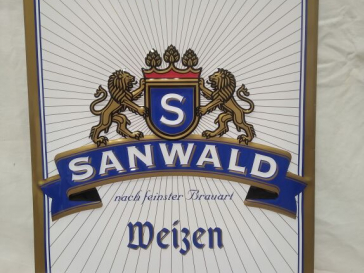 S
SANWALD
nach feinster Brauart
Weizen